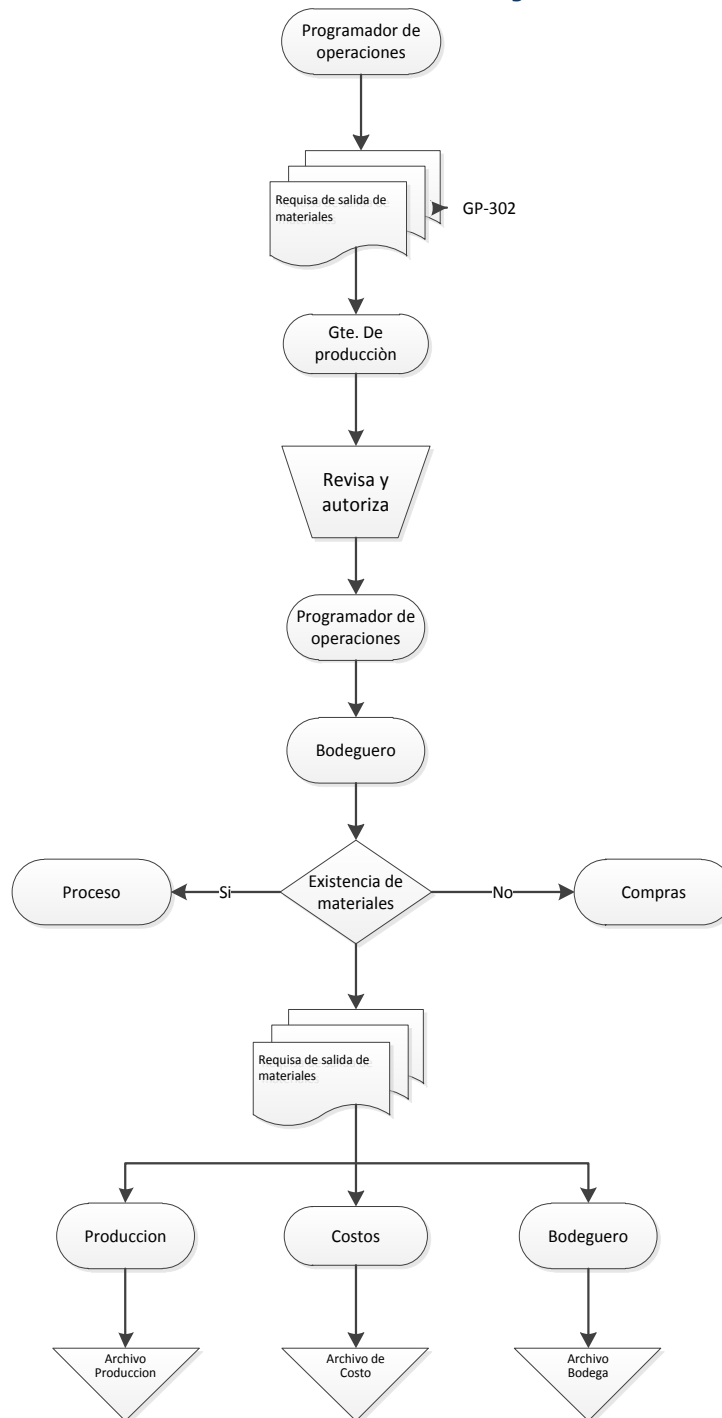 Programador de
operaciones
Requisa de salida de
materiales
GP-302
Gte. De
producciòn
Revisa y
autoriza
Programador de
operaciones
Bodeguero
Proceso
Si
Existencia de
materiales
No
Compras
Requisa de salida de
materiales
Produccion
Costos
Bodeguero
Archivo
Produccion
Archivo de
Costo
Archivo
Bodega